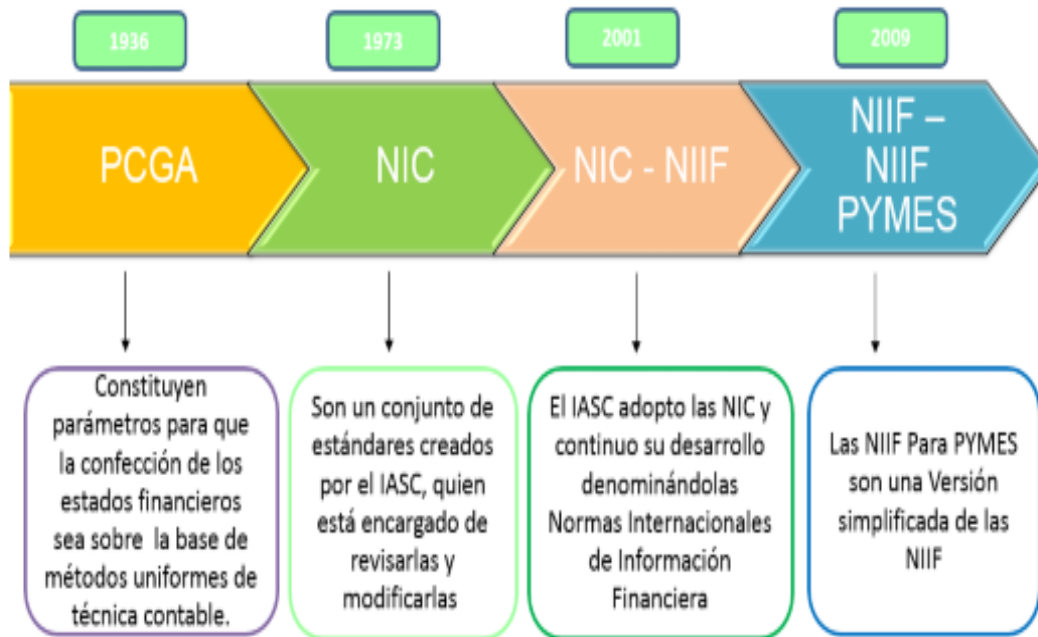 1936
1973
2001
2009
PCGA
NIC
NIC - NIIF
NIIF –
NIIF
PYMES
Constituyen
parámetros para que
la confección de los
estados financieros
sea sobre la base de
métodos uniformes de
técnica contable.
Son un conjunto de
estándares creados
por el IASC, quien
está encargado de
revisarlas y
modificarlas
El IASC adopto las NIC y
continuo su desarrollo
denominándolas
Normas Internacionales
de Información
Financiera
Las NIIF Para PYMES
son una Versión
simplificada de las
NIIF